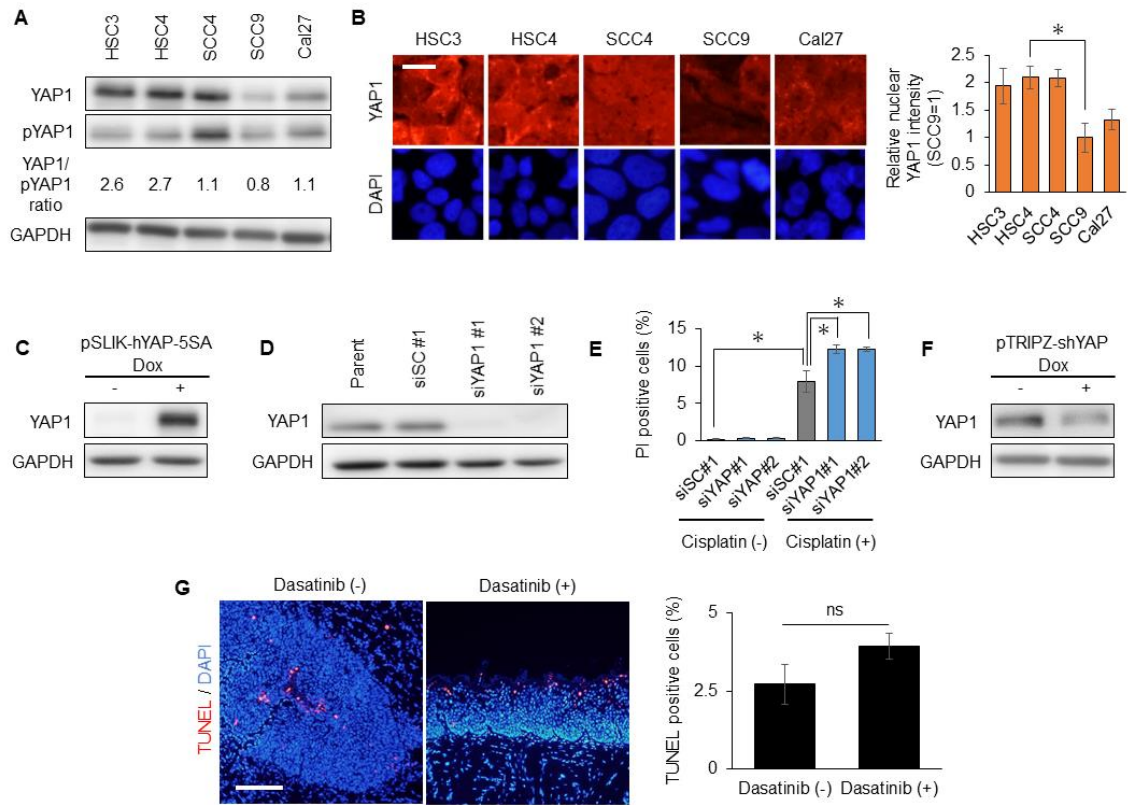 A
HSC3
HSC4
SCC4
SCC9
Cal27
YAP1
pYAP1
YAP1/
pYAP1
ratio
2.6 2.7 1.1 0.8 1.1
GAPDH
B
HSC3 HSC4 SCC4 SCC9 Cal27
YAP1
DAPI
Relative nuclear
YAP1 intensity
(SCC9=1)
2.5
2
1.5
1
0.5
0
*
HSC3
HSC4
SCC4
SCC9
Cal27
C
pSLIK-hYAP-5SA
Dox
- +
YAP1
GAPDH
D
Parent
siSC #1
siYAP1 #1
siYAP1 #2
YAP1
GAPDH
E
PI positive cells (%)
15
10
5
0
* * *
siSC#1
siYAP#1
siYAP#2
siSC#1
siYAP1#1
siYAP1#2
Cisplatin (-) Cisplatin (+)
F
pTRIPZ-shYAP
Dox
- +
YAP1
GAPDH
G
Dasatinib (-) Dasatinib (+)
TUNEL / DAPI
TUNEL positive cells (%)
5
2.5
0
ns
Dasatinib (-) Dasatinib (+)